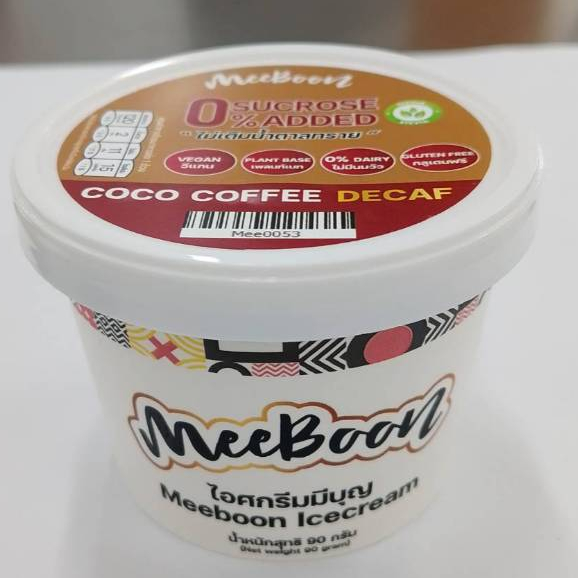 MeeBoon
0% SUCROSE ADDED
"ไม่เติมน้ำตาลทราย"
VEGAN
วีแกน
PLANT BASE
แพลนท์เบท
0% DAIRY
ไม่มีนมวัว
GLUTEN FREE
กลูเตนฟรี
COCO COFFEE DECAF
Mee0053
MeeBoon
ไอศกรีมมีบุญ
Meeboon Icecream
น้ำหนักสุทธิ 90 กรัม
(Net weight 90 gram)